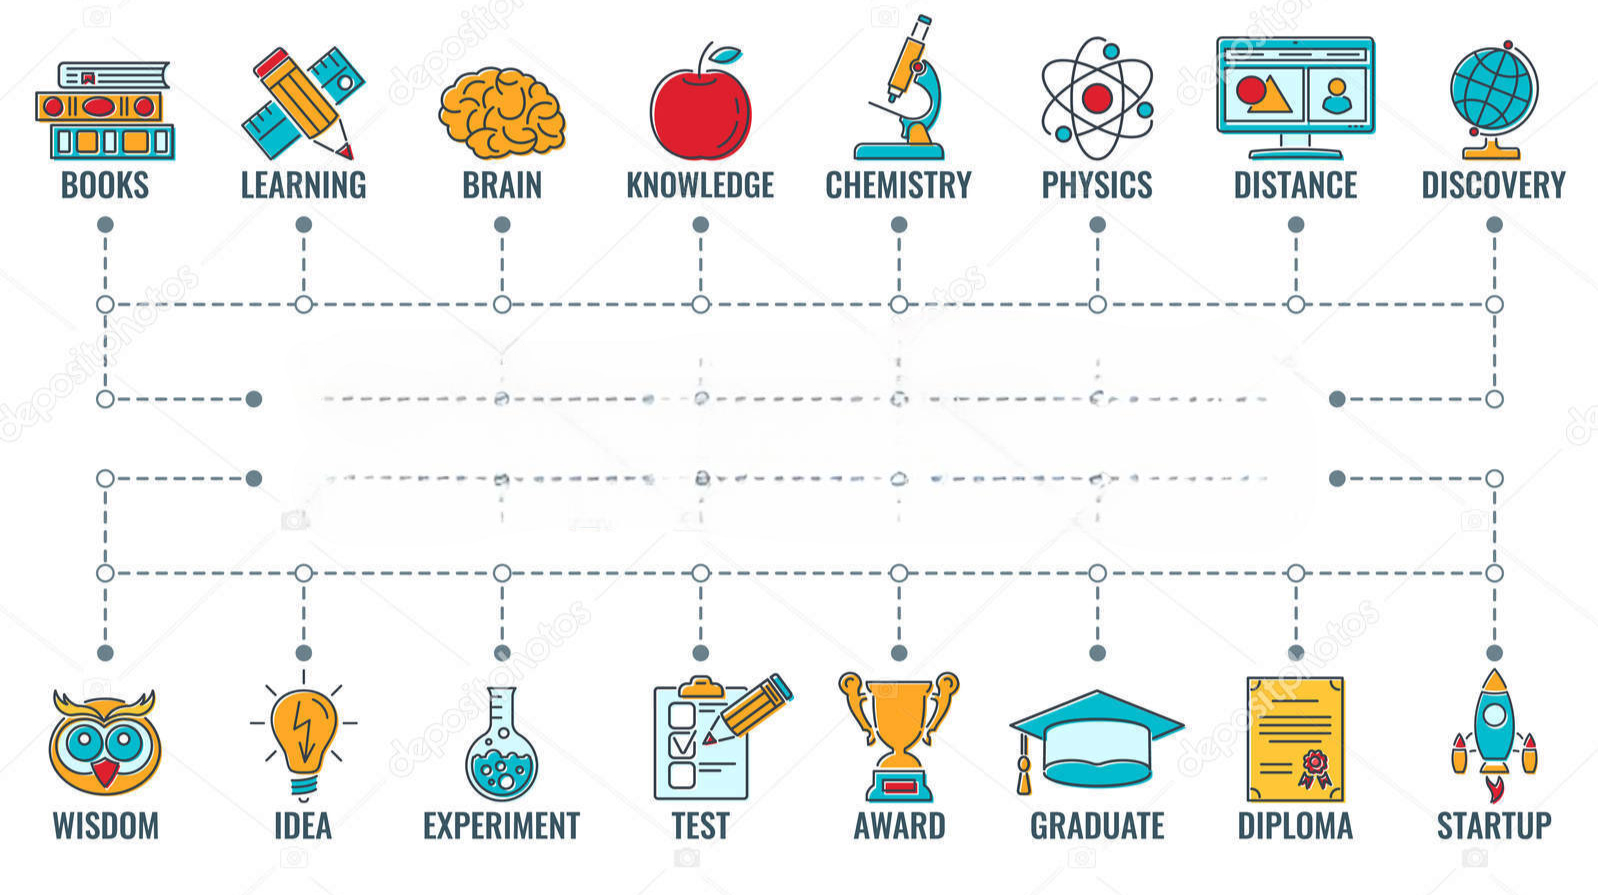 BOOKS LEARNING BRAIN KNOWLEDGE CHEMISTRY PHYSICS DISTANCE DISCOVERY
WISDOM IDEA EXPERIMENT TEST AWARD GRADUATE DIPLOMA STARTUP
depositphotos